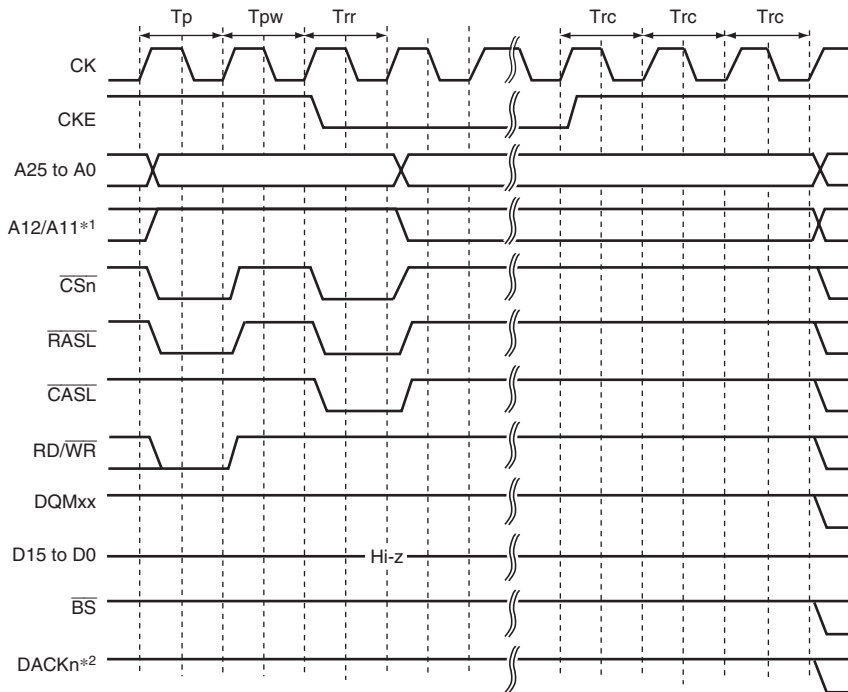 Tp Tpw Trr Trc Trc Trc
CK
CKE
A25 to A0
A12/A11*1
CSn
RASL
CASL
RD/WR
DQMxx
D15 to D0 Hi-z
BS
DACKn*2